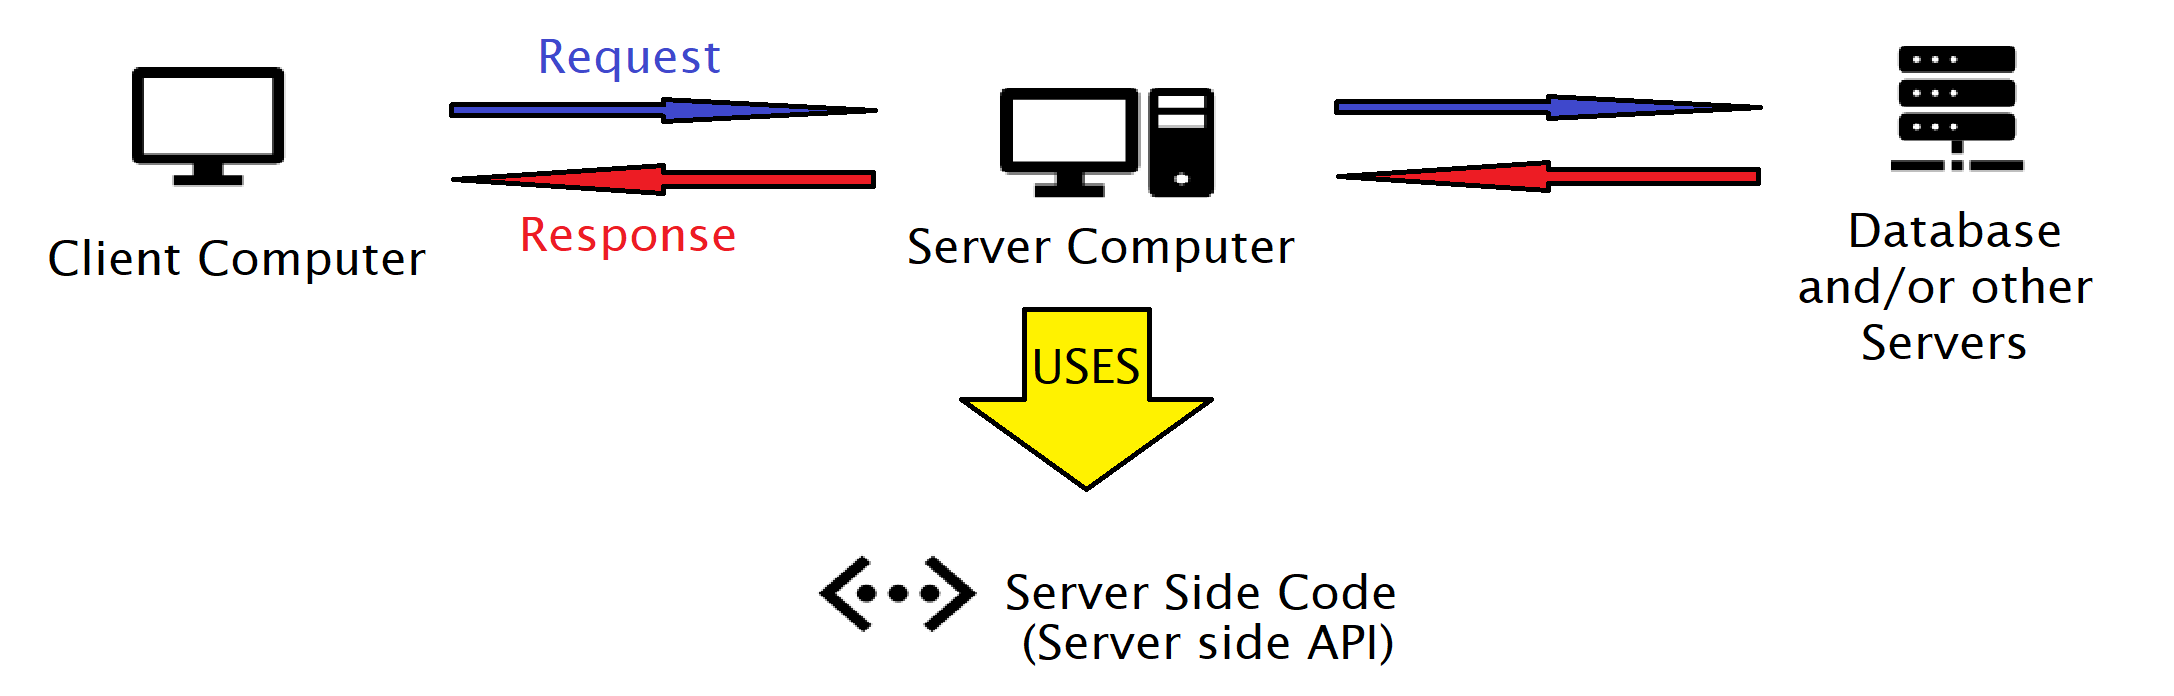 Request
Response
Client Computer
Server Computer
Database
and/or other
Servers
USES
Server Side Code
(Server side API)